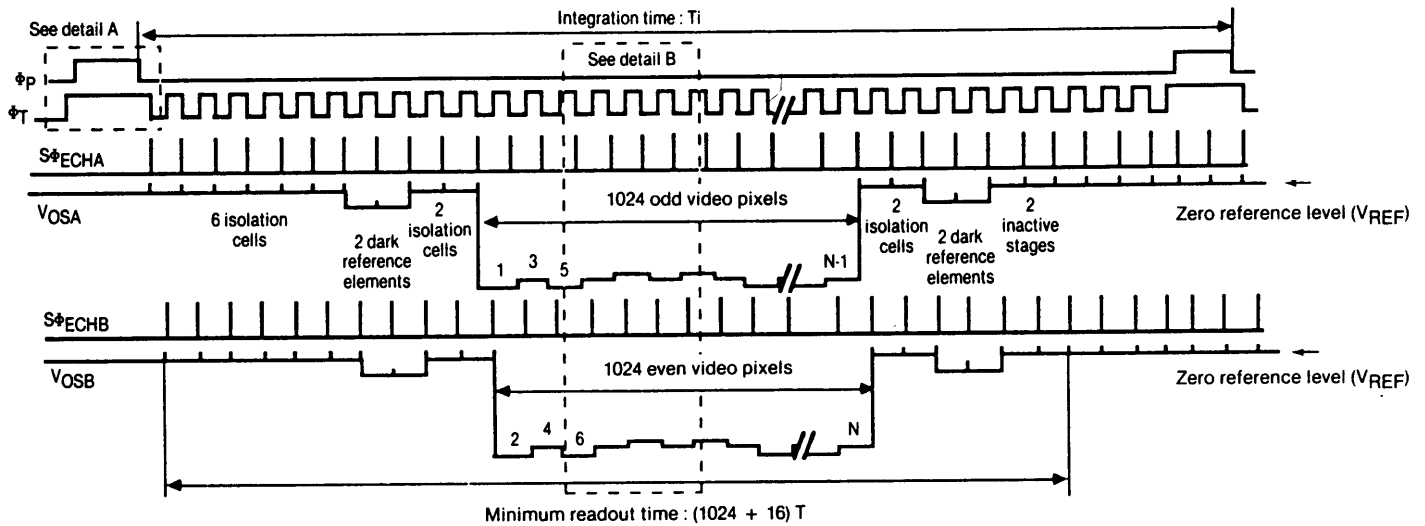 Integration time : Ti
See detail A
See detail B
ΦP
ΦT
SΦECHA
VOSA
6 isolation
cells
2 dark
reference
elements
2
isolation
cells
1024 odd video pixels
2
isolation
cells
2 dark
reference
elements
2
inactive
stages
Zero reference level (VREF)
1 3 5 N-1
SΦECHB
VOSB
1024 even video pixels
Zero reference level (VREF)
2 4 6 N
Minimum readout time : (1024 + 16) T